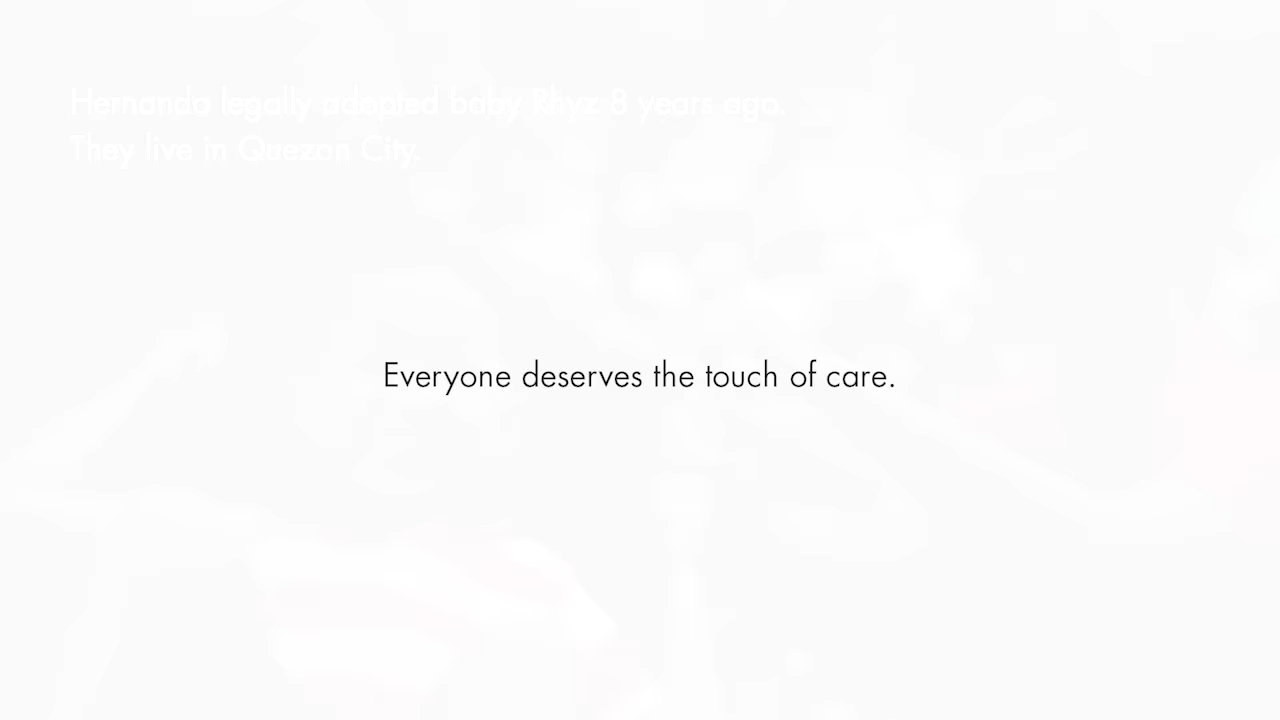 Hernando legally adopted baby Rhyz 8 years ago.
They live in Quezon City.
Everyone deserves the touch of care.